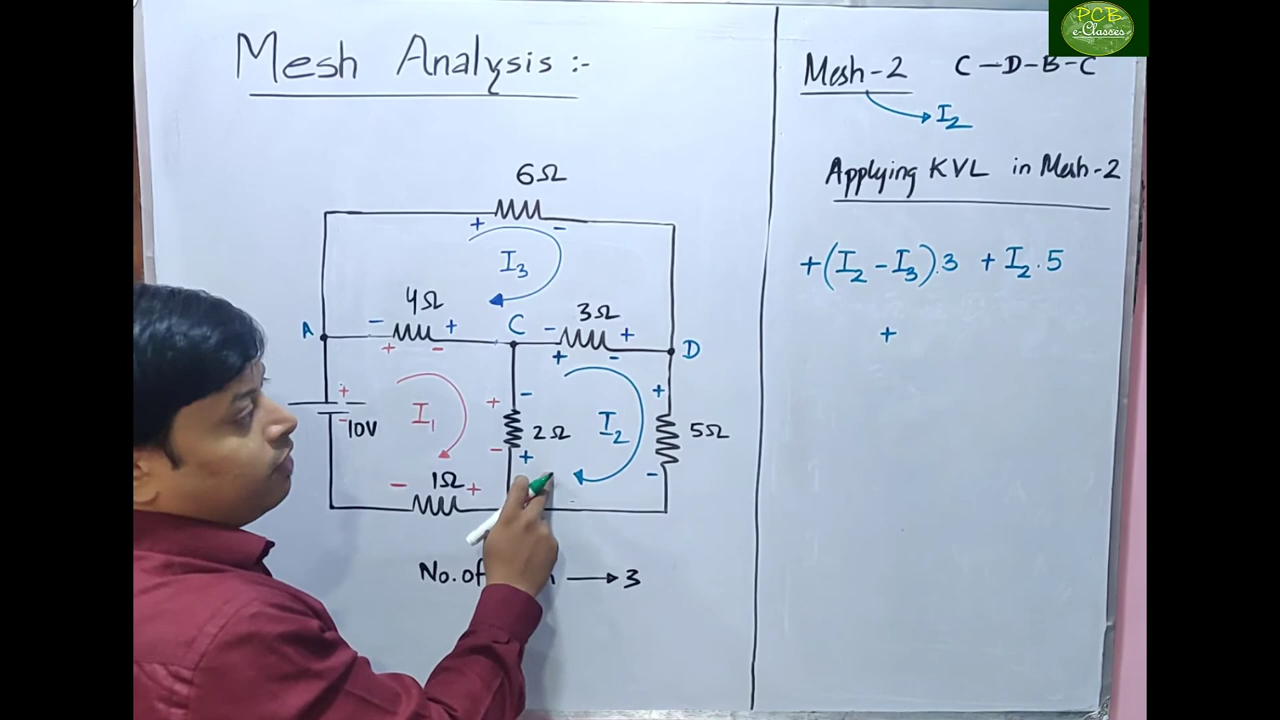 PCB
e-Classes
Mesh Analysis :-
6Ω
+ -
I3
4Ω
3Ω
- + C - +
A
+ - + - D
+
I1
-
10V
+ -
2Ω
- +
I2
+
5Ω
-
1Ω
- +
No. of → 3
Mesh-2 C-D-B-C
I2
Applying KVL in Mesh-2
+(I2 - I3).3 + I2.5
+